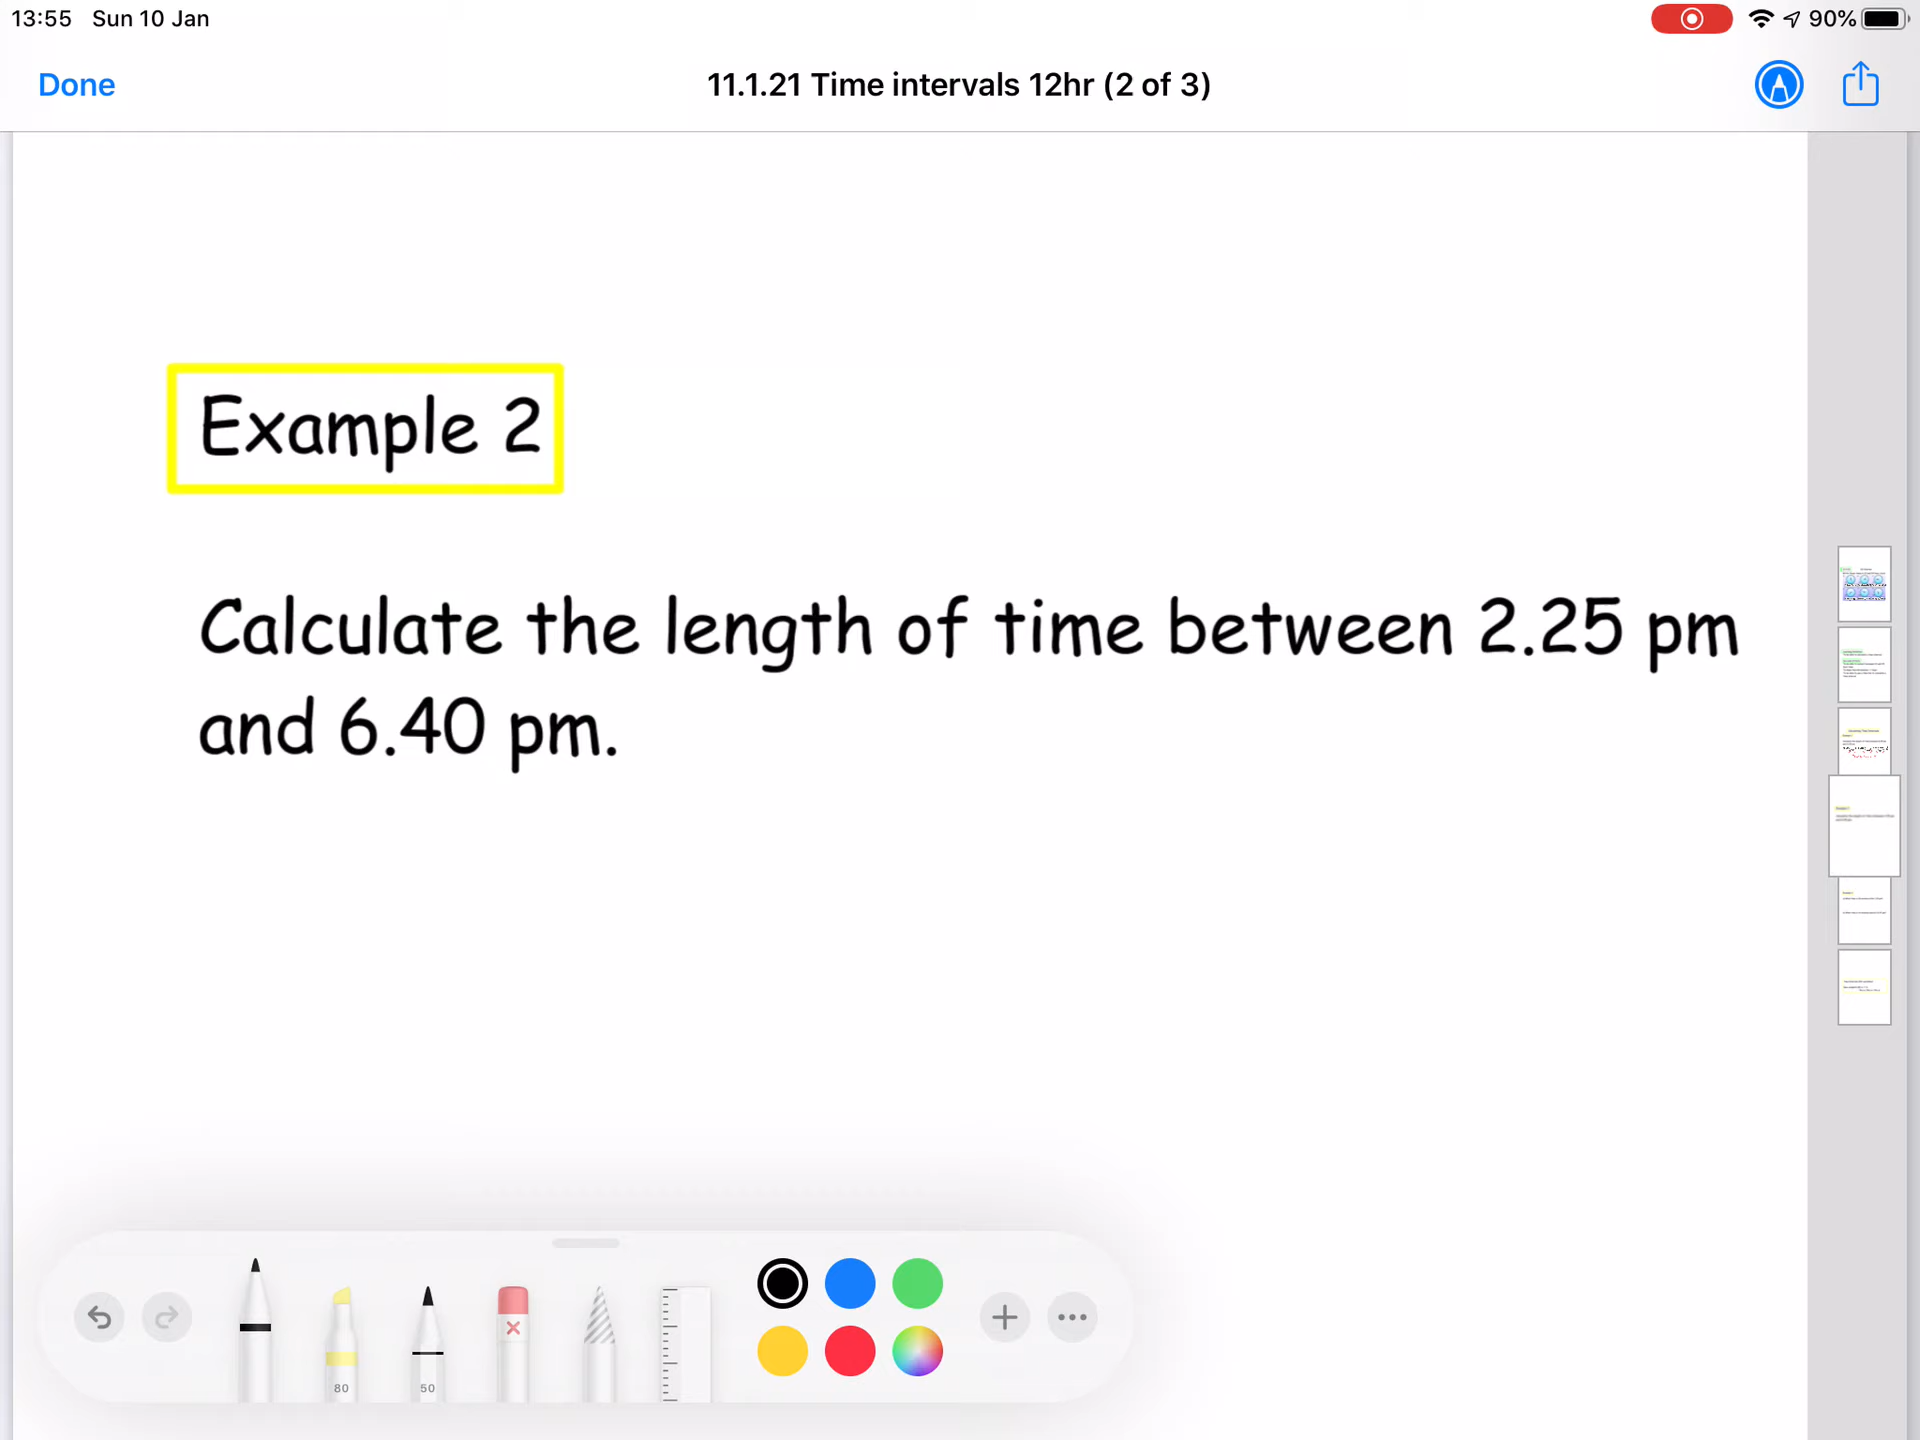 13:55 Sun 10 Jan
90%
Done
11.1.21 Time intervals 12hr (2 of 3)
Example 2
Calculate the length of time between 2.25 pm
and 6.40 pm.
80
50